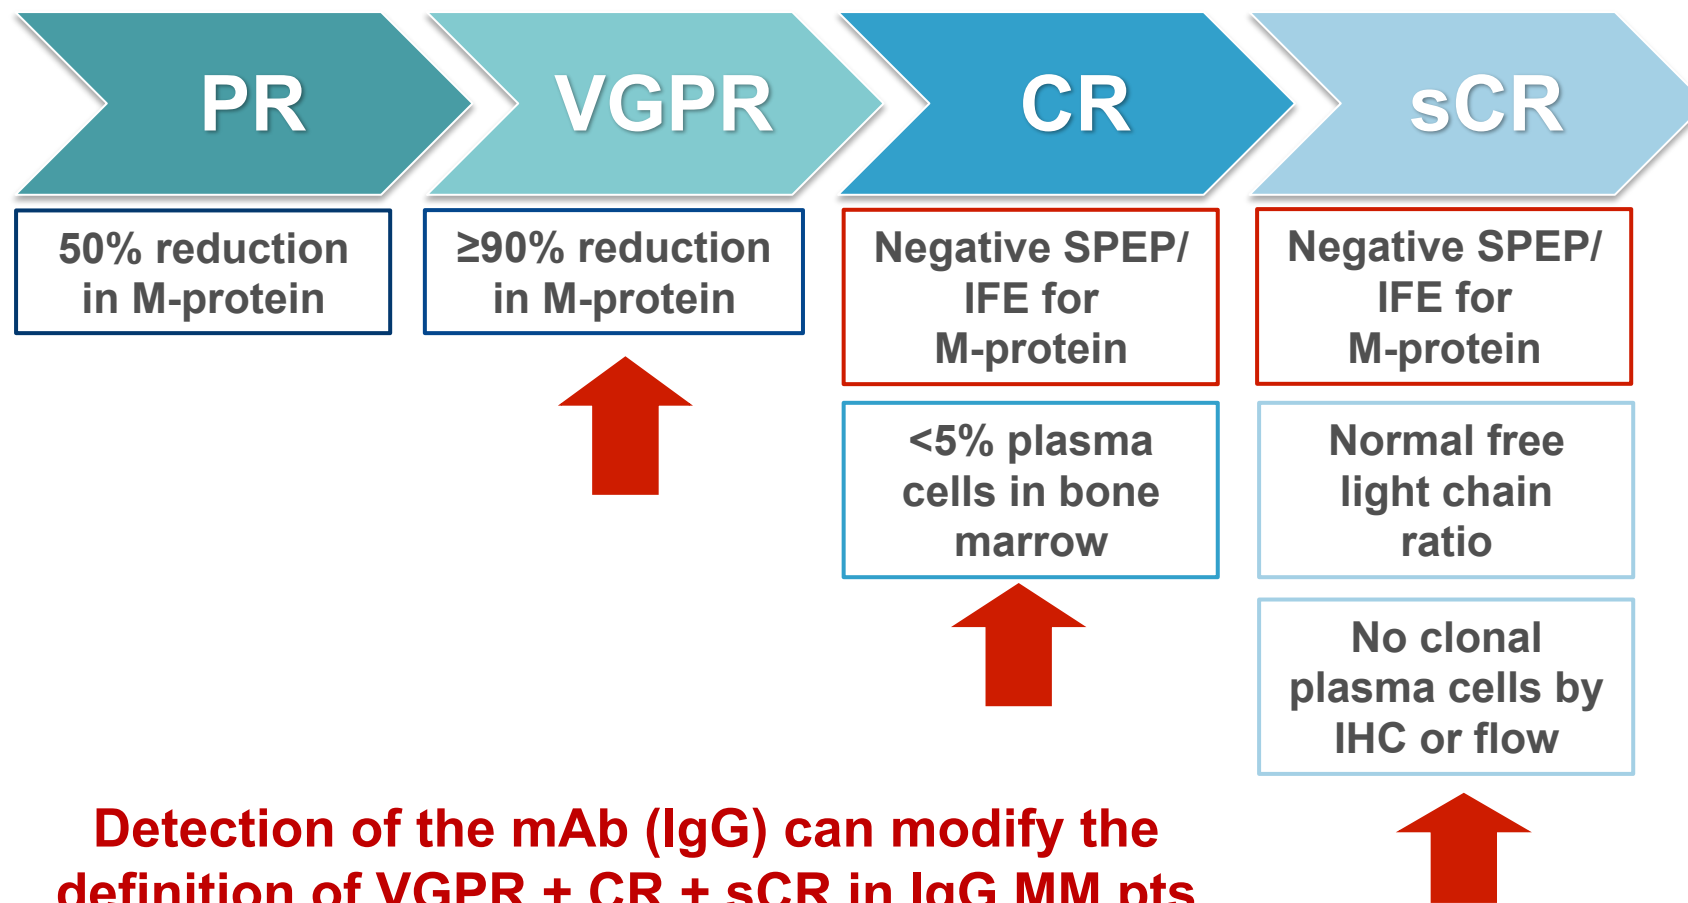 PR
VGPR
CR
sCR
50% reduction
in M-protein
≥90% reduction
in M-protein
Negative SPEP/
IFE for
M-protein
Negative SPEP/
IFE for
M-protein
<5% plasma
cells in bone
marrow
Normal free
light chain
ratio
No clonal
plasma cells by
IHC or flow
Detection of the mAb (IgG) can modify the
definition of VGPR + CR + sCR in IgG MM pts